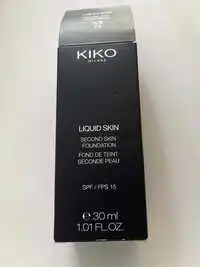 KIKO
MILANO
LIQUID SKIN
SECOND SKIN
FOUNDATION
FOND DE TEINT
SECONDE PEAU
SPF / FPS 15
e 30 ml
1.01 FL.OZ.